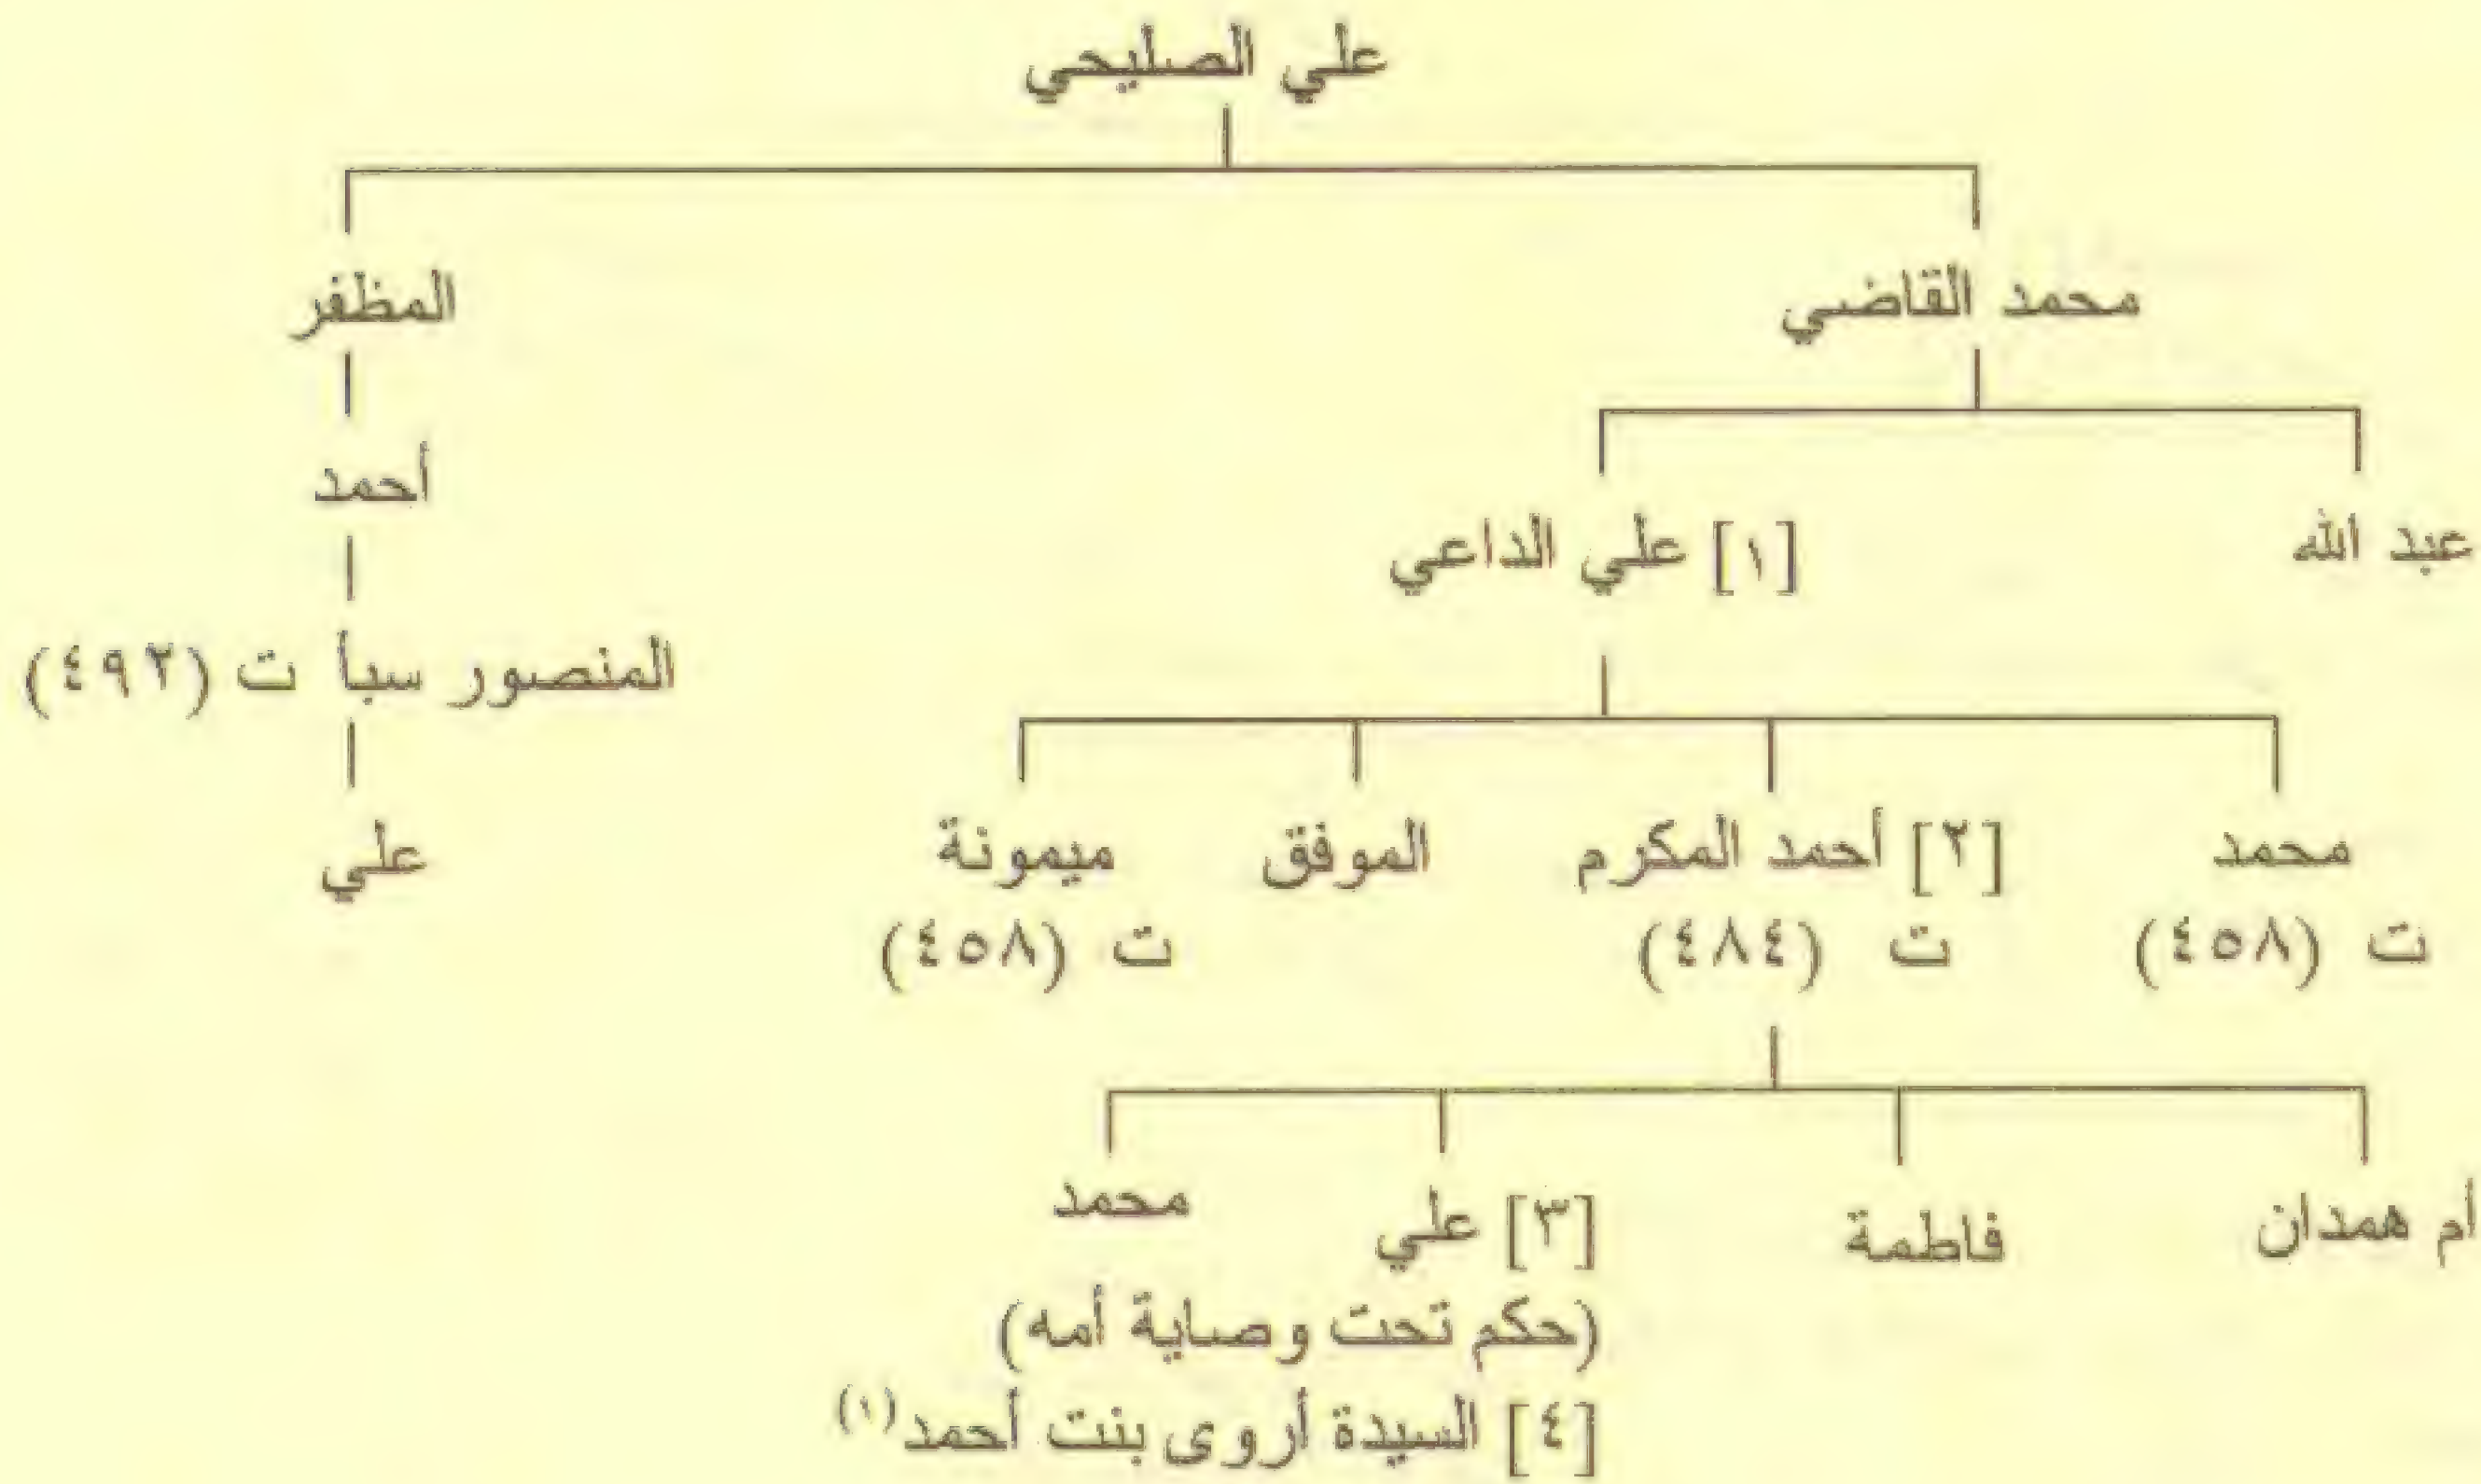 علي الصليحي
محمد القاضي
المظفر
أحمد
عبد الله
[١] علي الداعي
المنصور سبأ ت (٤٩٢)
محمد
ت (٤٥٨)
[٢] أحمد المكرم
ت (٤٨٤)
الموفق
ميمونة
ت (٤٥٨)
علي
أم همدان
فاطمة
[٣] علي
(حكم تحت وصاية أمه)
[٤] السيدة أروى بنت أحمد(١)
محمد